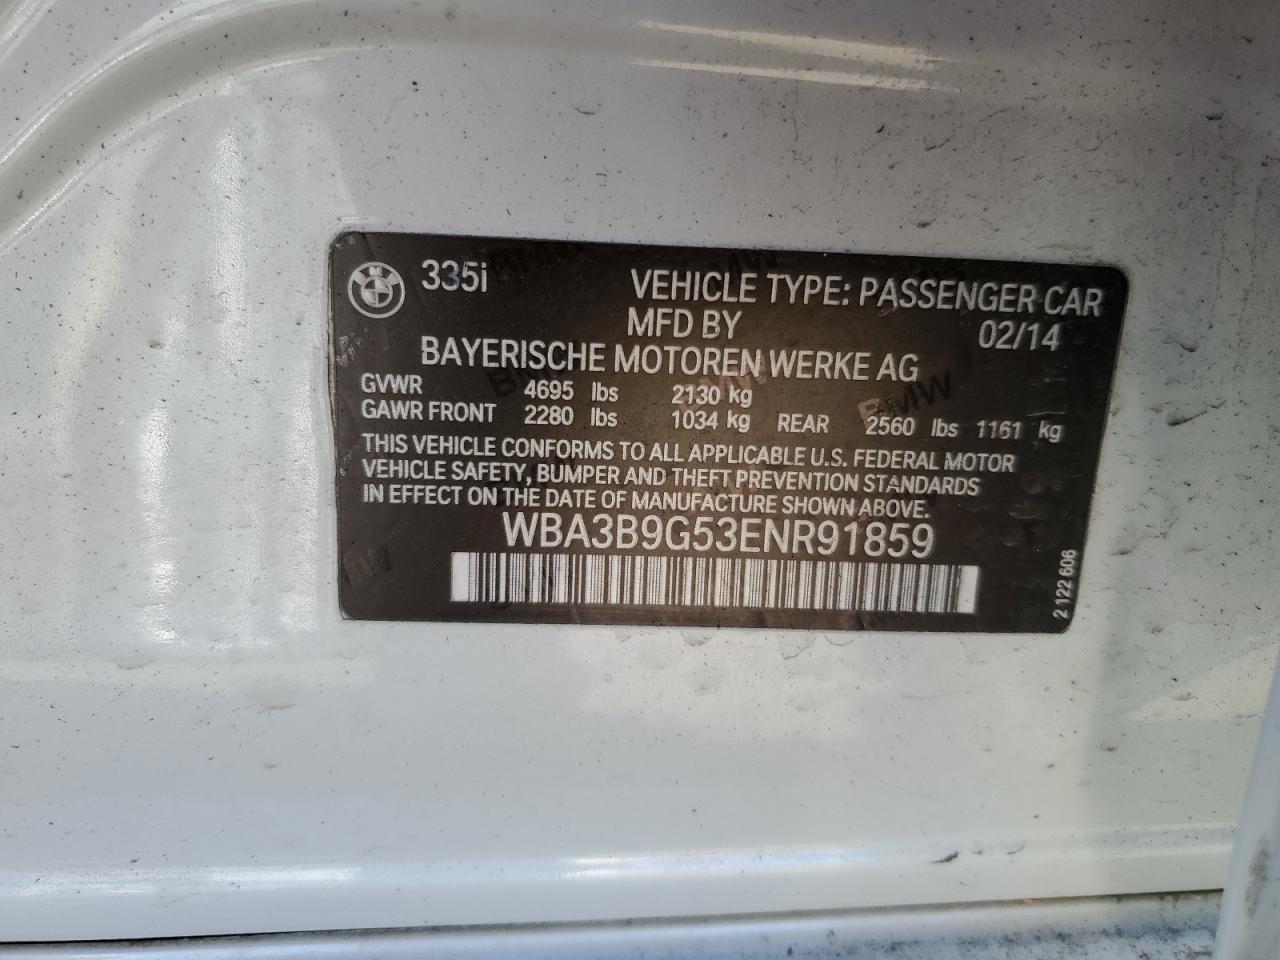 335i VEHICLE TYPE: PASSENGER CAR
MFD BY 02/14
BAYERISCHE MOTOREN WERKE AG
GVWR 4695 lbs 2130 kg
GAWR FRONT 2280 lbs 1034 kg REAR 2560 lbs 1161 kg
THIS VEHICLE CONFORMS TO ALL APPLICABLE U.S. FEDERAL MOTOR
VEHICLE SAFETY, BUMPER AND THEFT PREVENTION STANDARDS
IN EFFECT ON THE DATE OF MANUFACTURE SHOWN ABOVE.
WBA3B9G53ENR91859
2 122 606